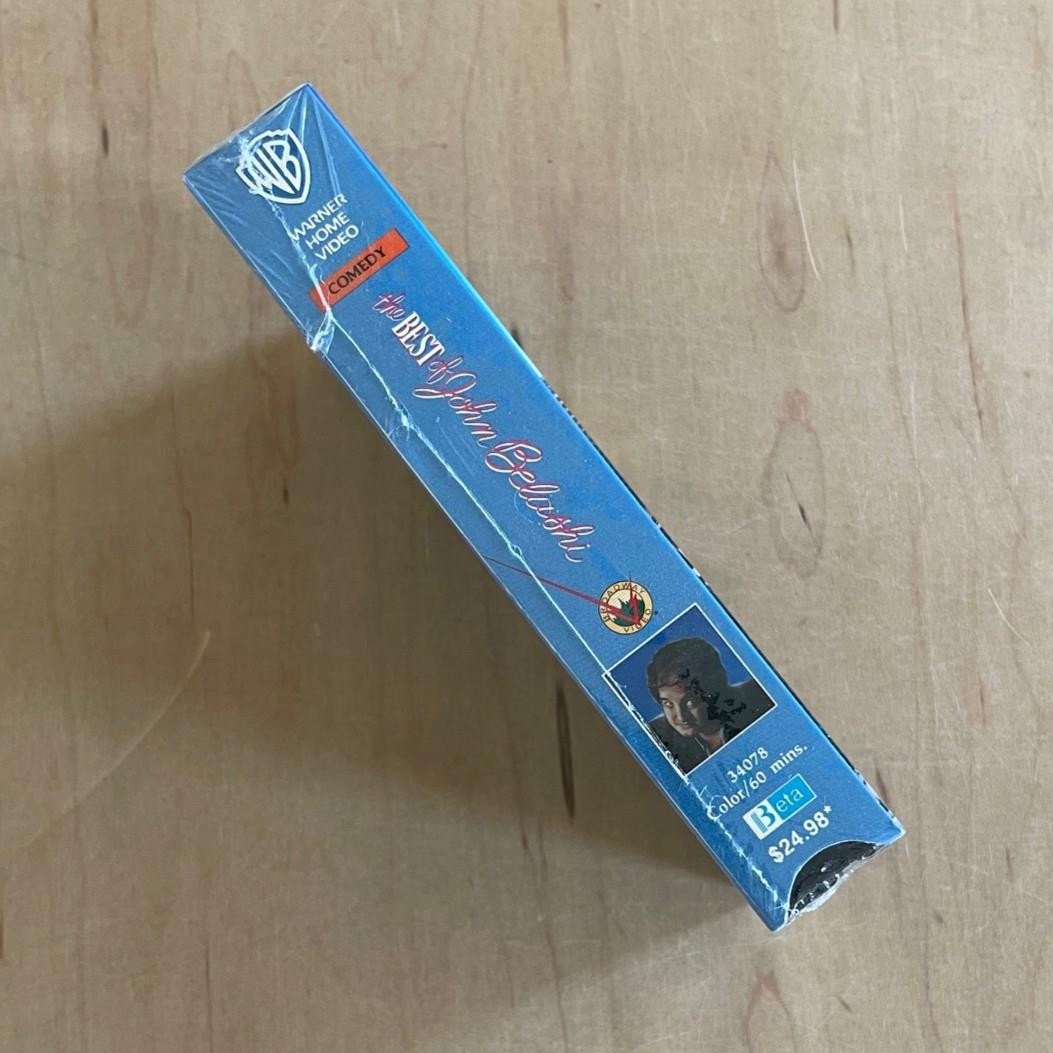 WB
WARNER
HOME
VIDEO
COMEDY
the BEST of John Belushi
BROADWAY
VIDEO
34078
Color/60 mins.
Beta
$24.98*